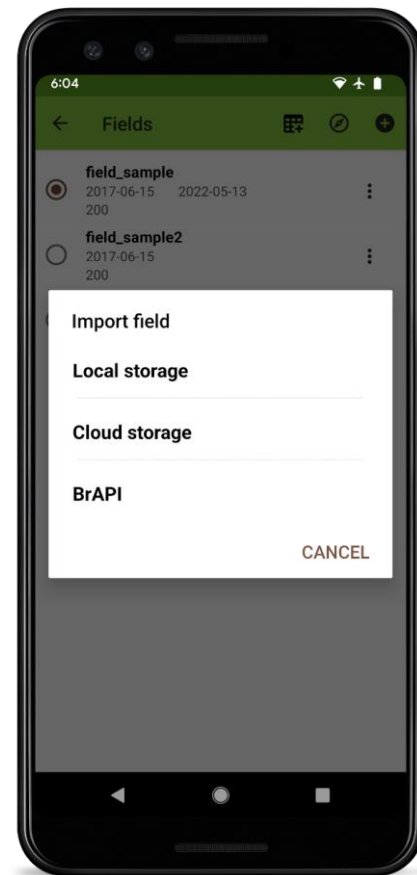 6:04
Fields
field_sample
2017-06-15 2022-05-13
200
field_sample2
2017-06-15
200
Import field
Local storage
Cloud storage
BrAPI
CANCEL